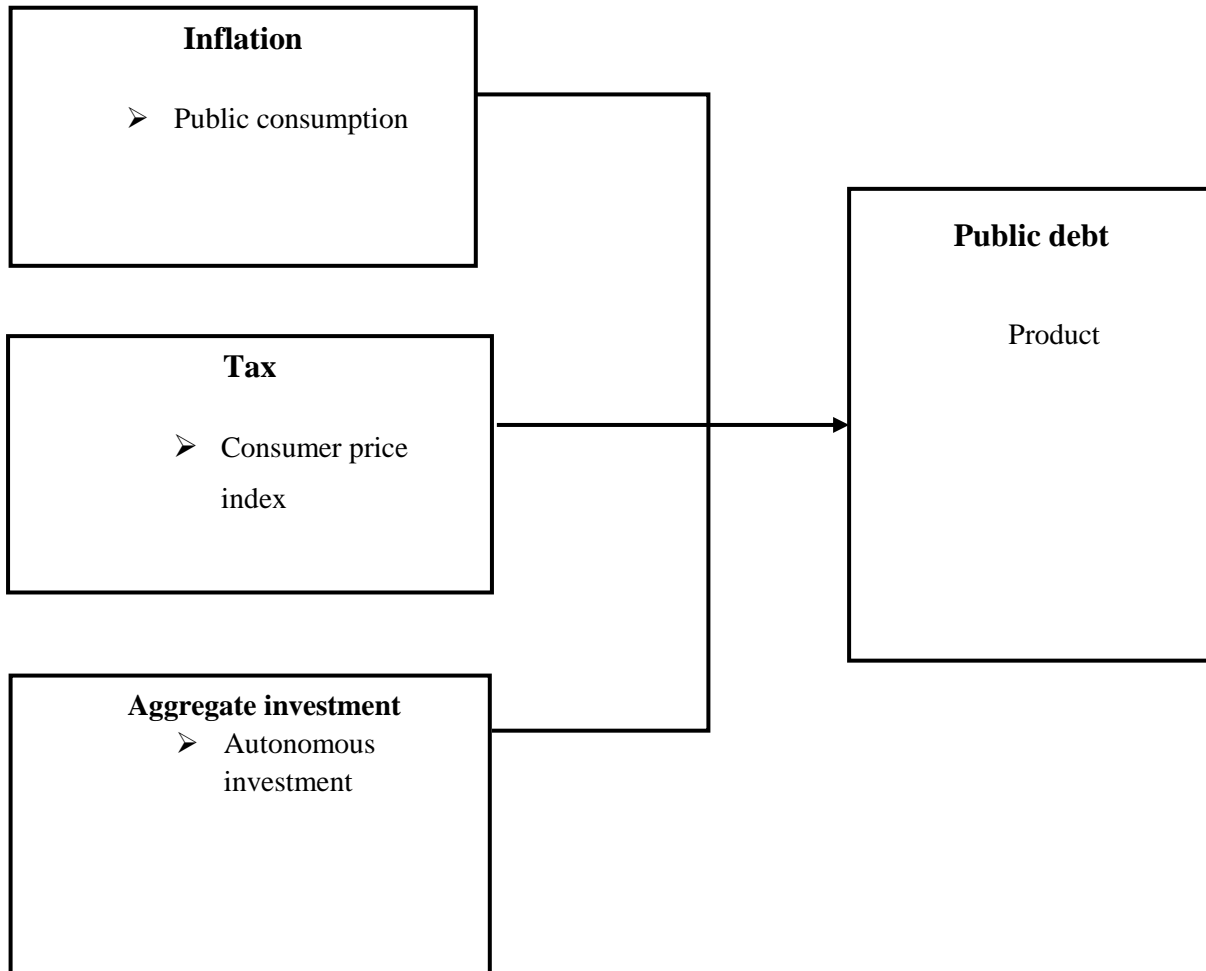 Inflation
➢ Public consumption
Tax
➢ Consumer price
index
Aggregate investment
➢ Autonomous
investment
Public debt
Product